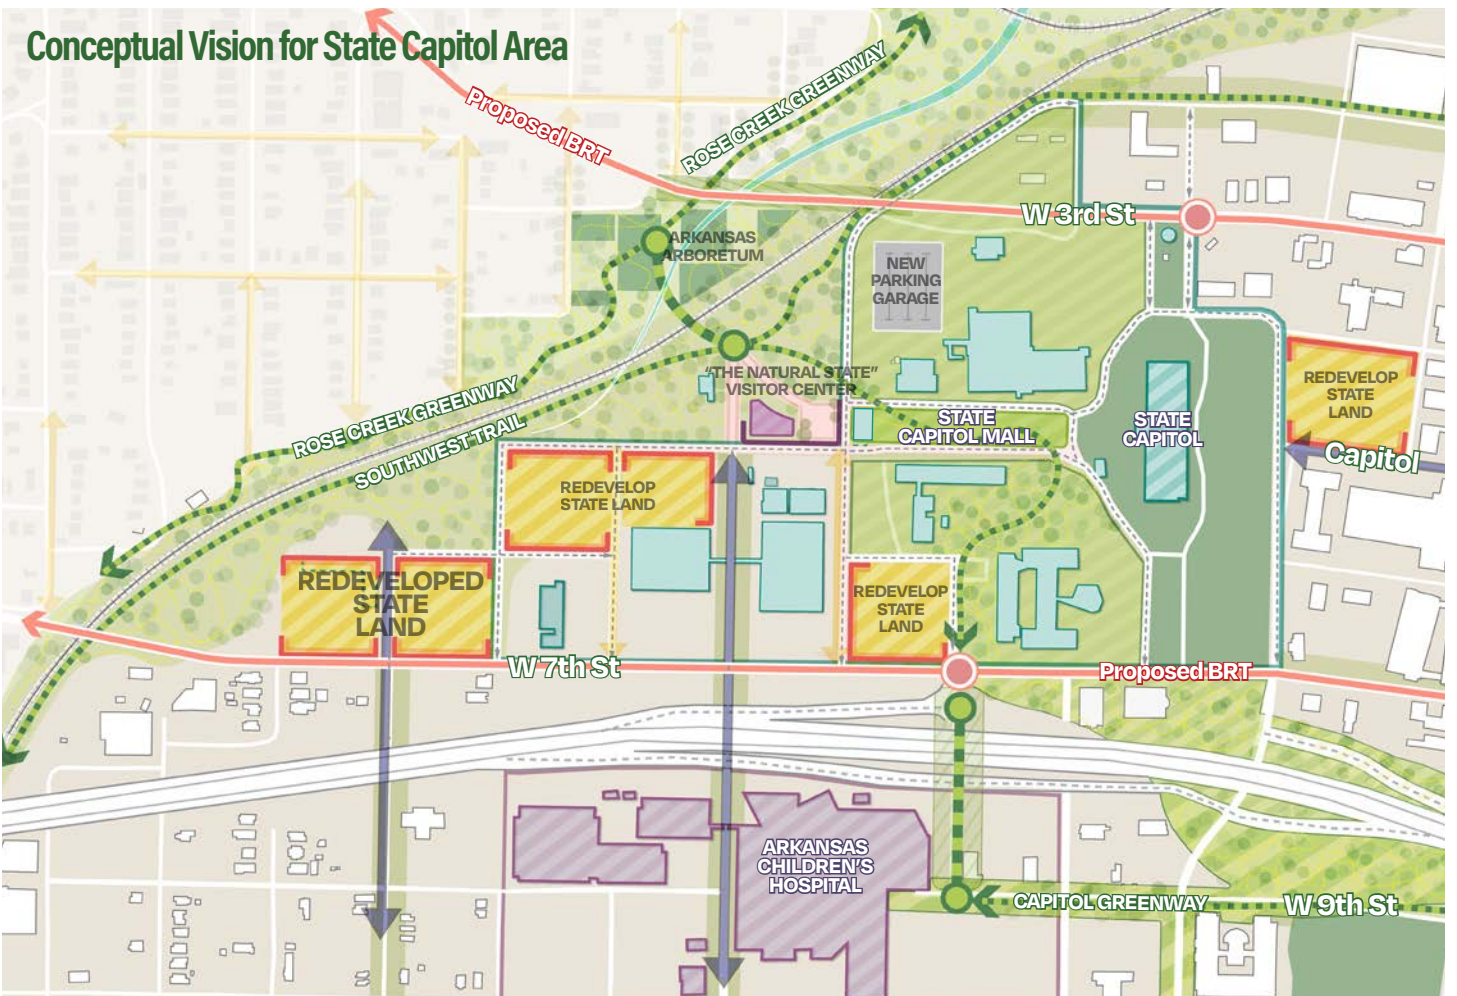 Conceptual Vision for State Capitol Area
Proposed BRT
ROSE CREEK GREENWAY
W 3rd St
ARKANSAS
ARBORETUM
NEW
PARKING
GARAGE
"THE NATURAL STATE"
VISITOR CENTER
REDEVELOP
STATE
LAND
STATE
CAPITOL MALL
STATE
CAPITOL
Capitol
ROSE CREEK GREENWAY
SOUTHWEST TRAIL
REDEVELOP
STATE LAND
REDEVELOPED
STATE
LAND
REDEVELOP
STATE
LAND
W 7th St
Proposed BRT
ARKANSAS
CHILDREN'S
HOSPITAL
CAPITOL GREENWAY
W 9th St